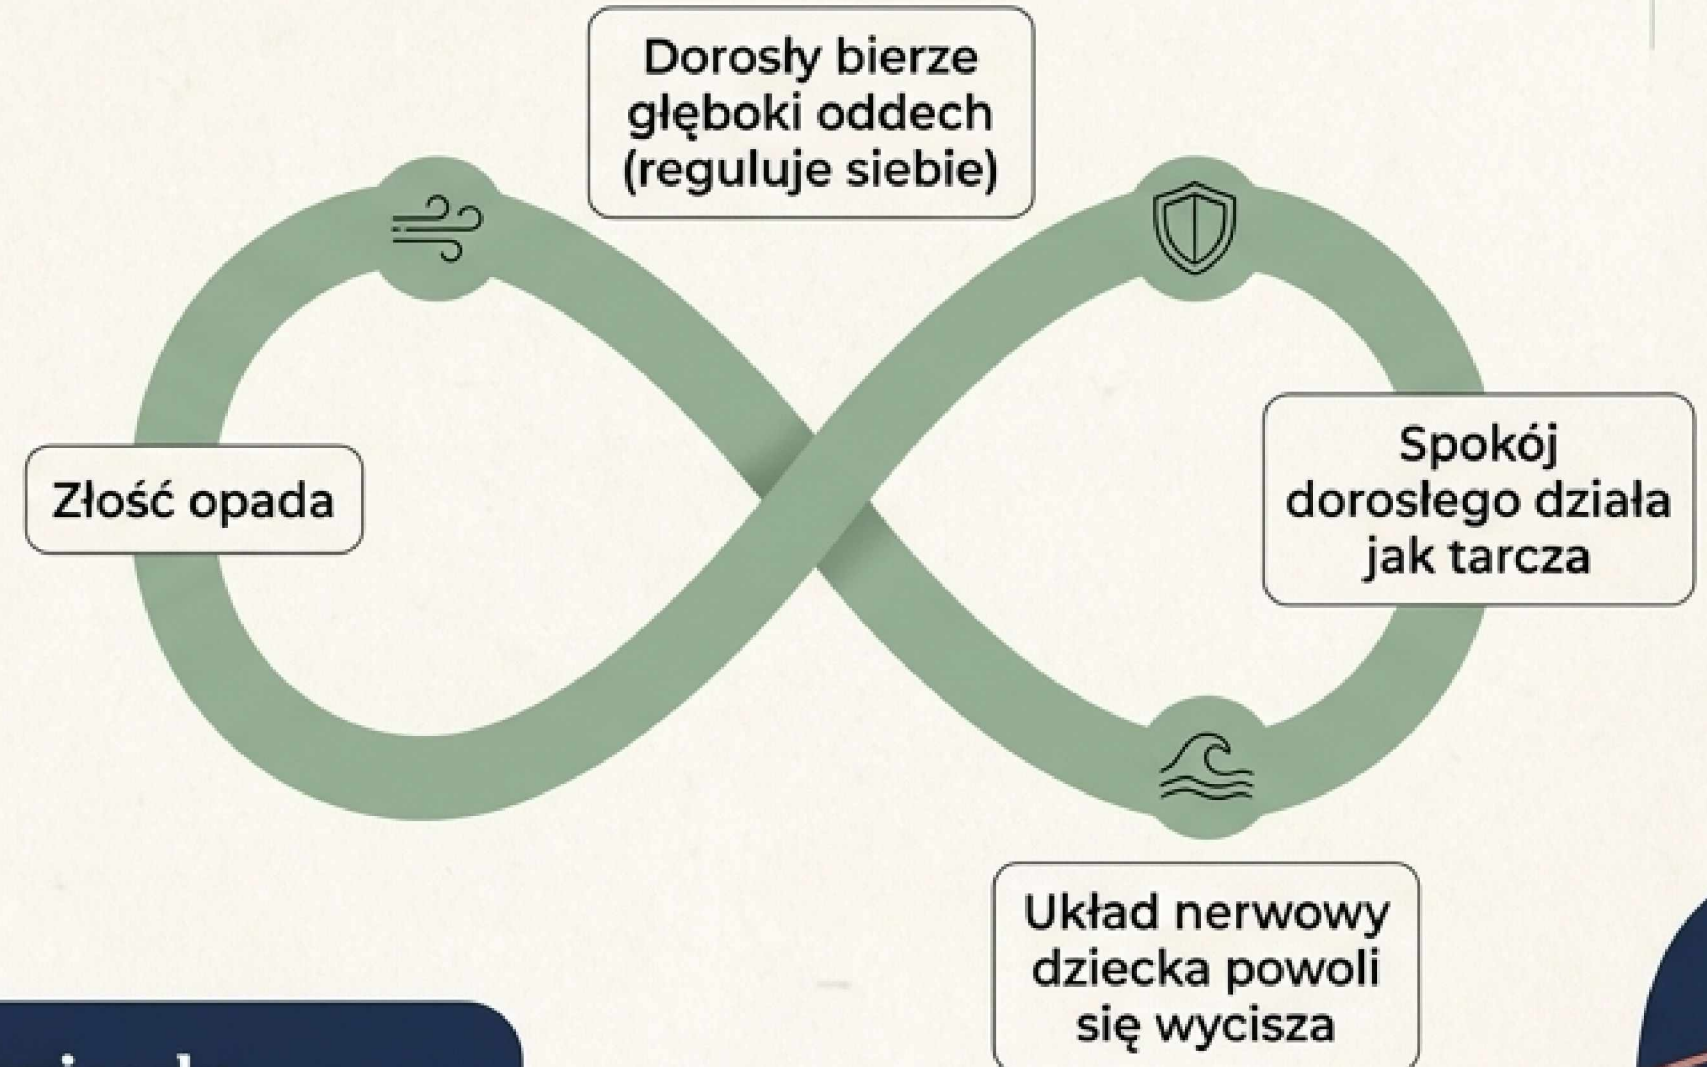 Dorosły bierze
głęboki oddech
(reguluje siebie)
Złość opada
Spokój
dorosłego działa
jak tarcza
Układ nerwowy
dziecka powoli
się wycisza